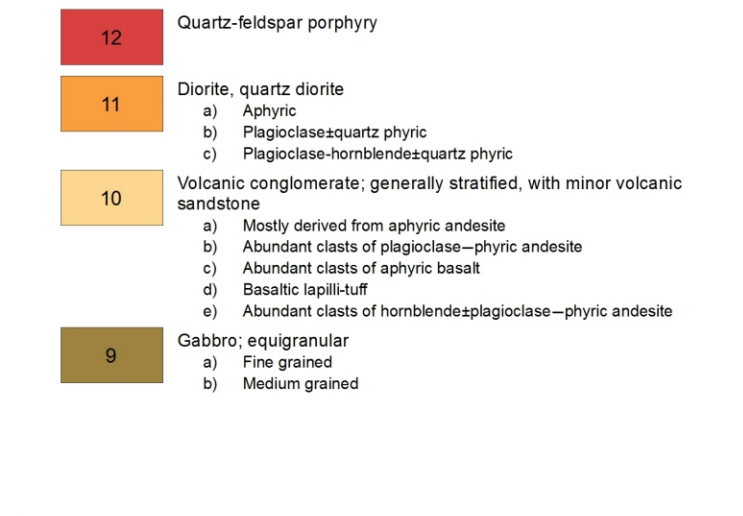 12
Quartz-feldspar porphyry
11
Diorite, quartz diorite
a) Aphyric
b) Plagioclase±quartz phyric
c) Plagioclase-hornblende±quartz phyric
10
Volcanic conglomerate; generally stratified, with minor volcanic
sandstone
a) Mostly derived from aphyric andesite
b) Abundant clasts of plagioclase—phyric andesite
c) Abundant clasts of aphyric basalt
d) Basaltic lapilli-tuff
e) Abundant clasts of hornblende±plagioclase—phyric andesite
9
Gabbro; equigranular
a) Fine grained
b) Medium grained